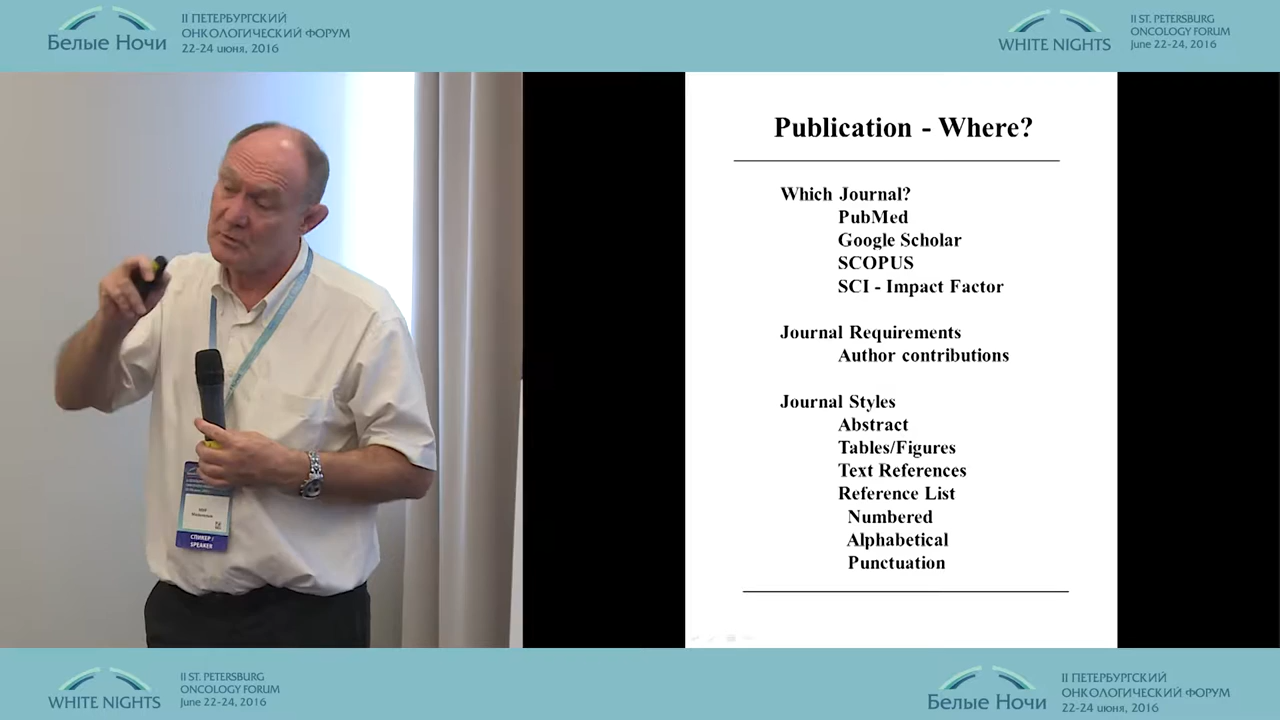 Белые Ночи
II ПЕТЕРБУРГСКИЙ
ОНКОЛОГИЧЕСКИЙ ФОРУМ
22-24 июня, 2016
WHITE NIGHTS
II ST. PETERSBURG
ONCOLOGY FORUM
June 22-24, 2016
Publication - Where?
Which Journal?
PubMed
Google Scholar
SCOPUS
SCI - Impact Factor
Journal Requirements
Author contributions
Journal Styles
Abstract
Tables/Figures
Text References
Reference List
Numbered
Alphabetical
Punctuation
СПИКЕР /
SPEAKER
WHITE NIGHTS
II ST. PETERSBURG
ONCOLOGY FORUM
June 22-24, 2016
Белые Ночи
II ПЕТЕРБУРГСКИЙ
ОНКОЛОГИЧЕСКИЙ ФОРУМ
22-24 июня, 2016